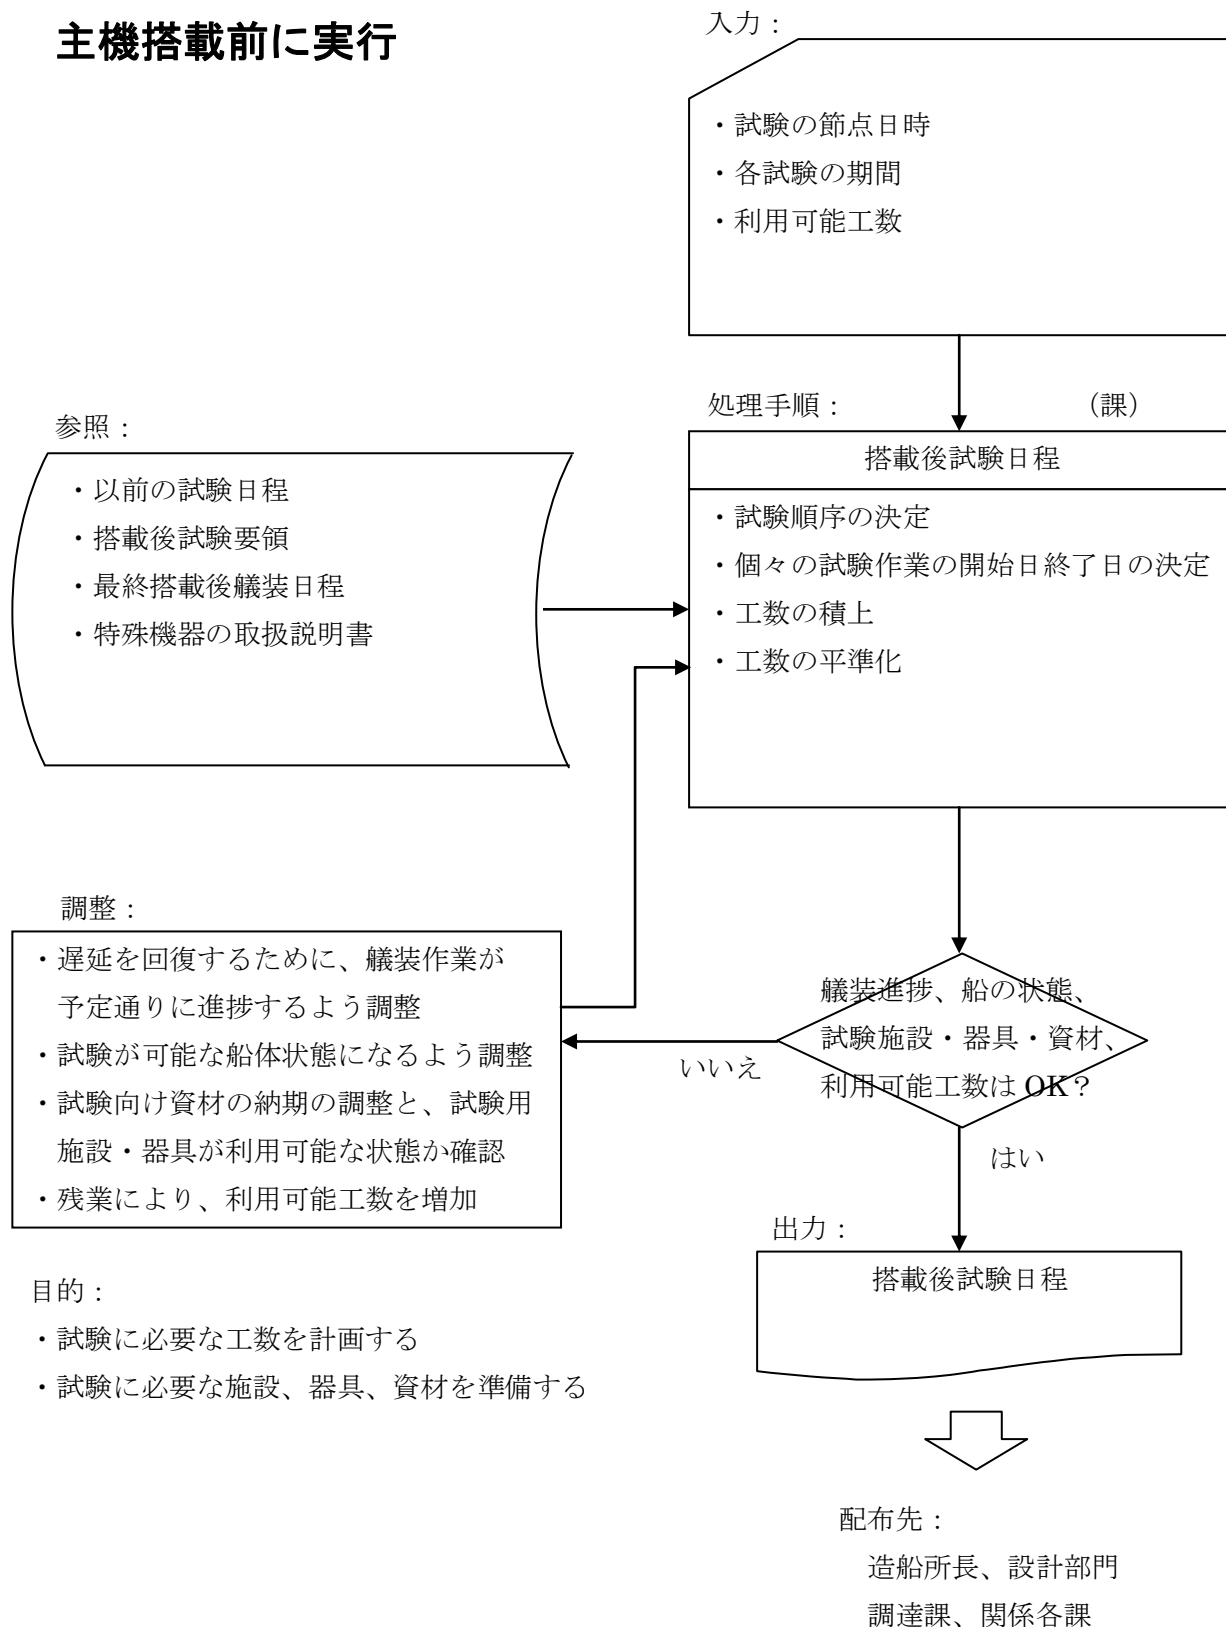 主機搭載前に実行
入力：
・試験の節点日時
・各試験の期間
・利用可能工数
処理手順：　（課）
搭載後試験日程
・試験順序の決定
・個々の試験作業の開始日終了日の決定
・工数の積上
・工数の平準化
参照：
・以前の試験日程
・搭載後試験要領
・最終搭載後艤装日程
・特殊機器の取扱説明書
調整：
・遅延を回復するために、艤装作業が
予定通りに進捗するよう調整
・試験が可能な船体状態になるよう調整
・試験向け資材の納期の調整と、試験用
施設・器具が利用可能な状態か確認
・残業により、利用可能工数を増加
艤装進捗、船の状態、
試験施設・器具・資材、
利用可能工数は OK？
いいえ
はい
出力：
搭載後試験日程
目的：
・試験に必要な工数を計画する
・試験に必要な施設、器具、資材を準備する
配布先：
造船所長、設計部門
調達課、関係各課